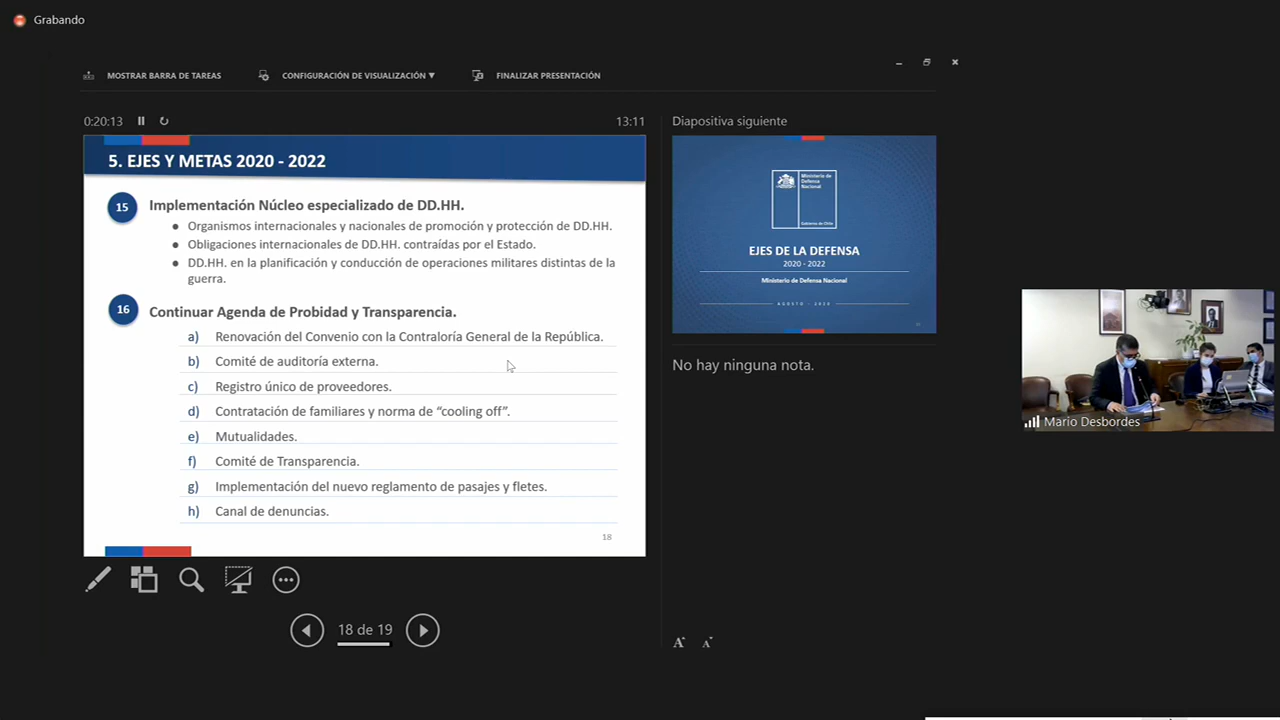 Grabando
MOSTRAR BARRA DE TAREAS
CONFIGURACIÓN DE VISUALIZACIÓN ▼
FINALIZAR PRESENTACIÓN
0:20:13
13:11
5. EJES Y METAS 2020 - 2022
15
Implementación Núcleo especializado de DD.HH.
● Organismos internacionales y nacionales de promoción y protección de DD.HH.
● Obligaciones internacionales de DD.HH. contraídas por el Estado.
● DD.HH. en la planificación y conducción de operaciones militares distintas de la
guerra.
16
Continuar Agenda de Probidad y Transparencia.
a) Renovación del Convenio con la Contraloría General de la República.
b) Comité de auditoría externa.
c) Registro único de proveedores.
d) Contratación de familiares y norma de “cooling off”.
e) Mutualidades.
f) Comité de Transparencia.
g) Implementación del nuevo reglamento de pasajes y fletes.
h) Canal de denuncias.
18
18 de 19
Diapositiva siguiente
Ministerio de
Defensa
Nacional
Gobierno de Chile
EJES DE LA DEFENSA
2020 - 2022
Ministerio de Defensa Nacional
AGOSTO - 2020
No hay ninguna nota.
A A
Mario Desbordes